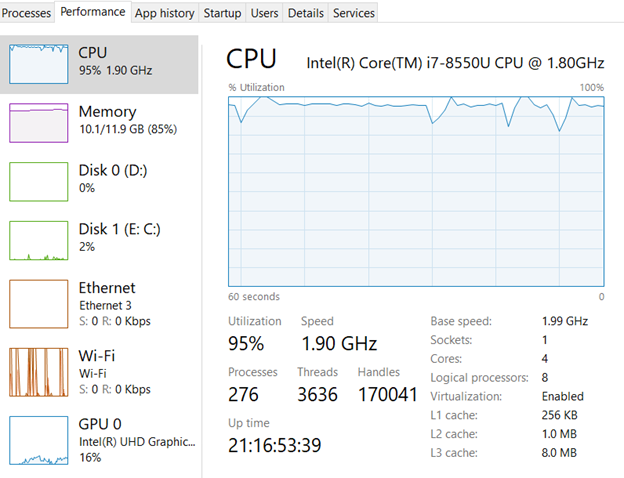 Processes Performance App history Startup Users Details Services
CPU
95% 1.90 GHz
Memory
10.1/11.9 GB (85%)
Disk 0 (D:)
0%
Disk 1 (E: C:)
2%
Ethernet
Ethernet 3
S: 0 R: 0 Kbps
Wi-Fi
Wi-Fi
S: 0 R: 0 Kbps
GPU 0
Intel(R) UHD Graphic...
16%
CPU Intel(R) Core(TM) i7-8550U CPU @ 1.80GHz
% Utilization 100%
60 seconds 0
Utilization Speed
95% 1.90 GHz
Processes Threads Handles
276 3636 170041
Up time
21:16:53:39
Base speed: 1.99 GHz
Sockets: 1
Cores: 4
Logical processors: 8
Virtualization: Enabled
L1 cache: 256 KB
L2 cache: 1.0 MB
L3 cache: 8.0 MB